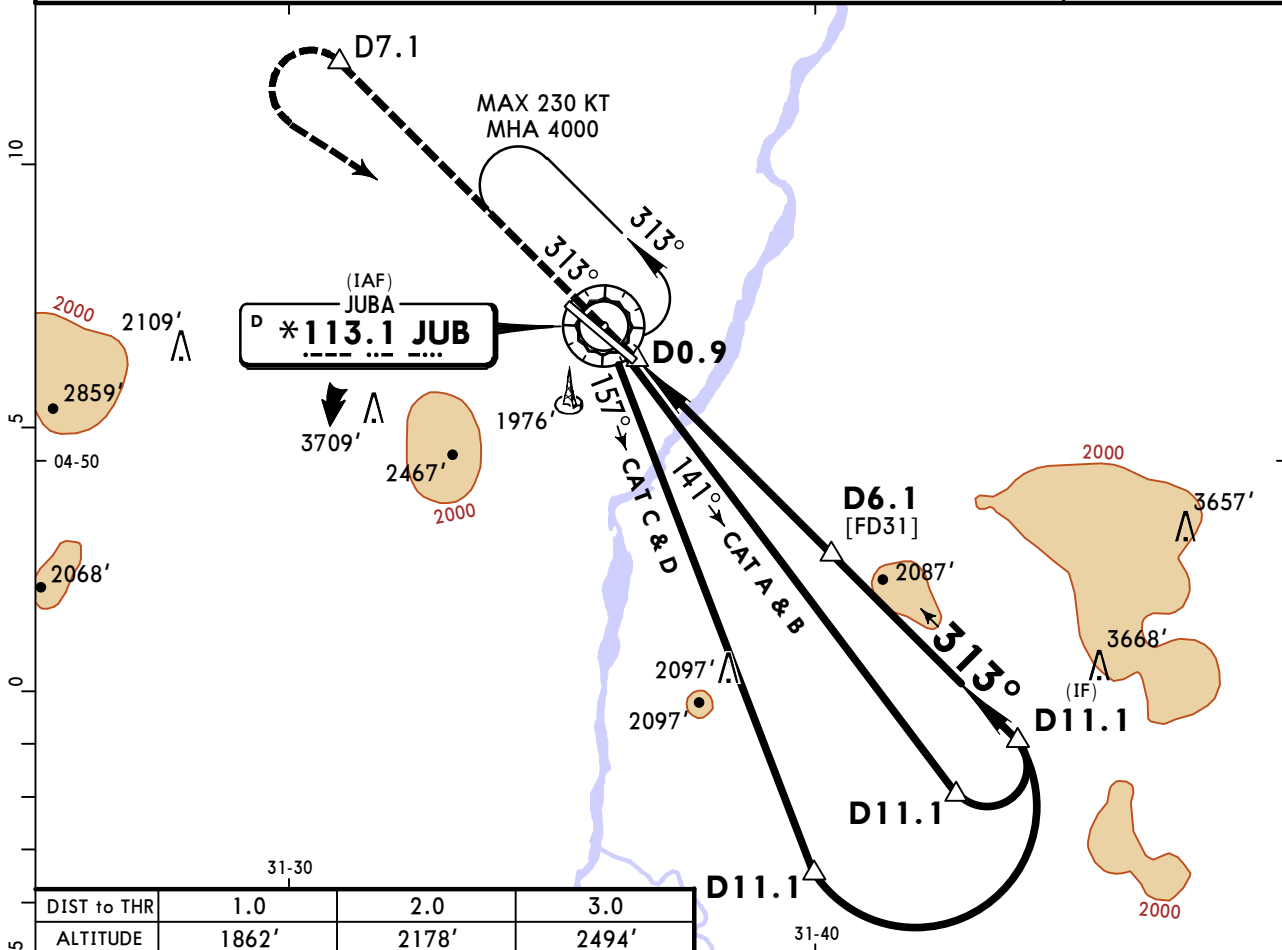 D7.1
MAX 230 KT
MHA 4000
10
313°
313°
(IAF)
JUBA
D *113.1 JUB
2000
2109'
D0.9
2859'
1976'
157°
5
3709'
04-50
2467'
2000
CAT C & D
141°
CAT A & B
D6.1
[FD31]
2000
3657'
2068'
2087'
313°
3668'
2097'
(IF)
D11.1
0
2097'
D11.1
31-30
D11.1
2000
DIST to THR 1.0 2.0 3.0
ALTITUDE 1862' 2178' 2494'
31-40
5